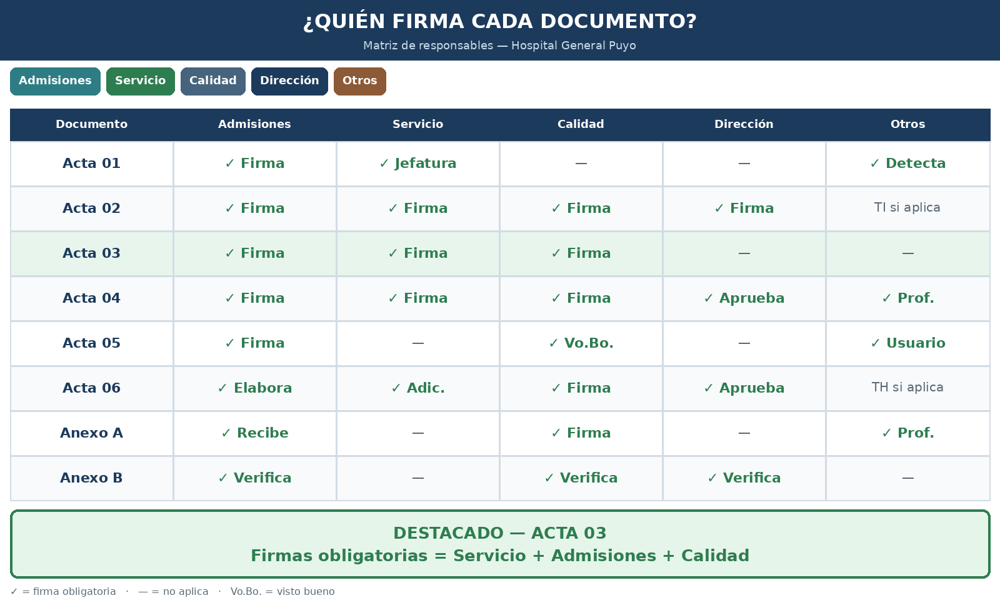 ¿QUIÉN FIRMA CADA DOCUMENTO?
Matriz de responsables — Hospital General Puyo
Admisiones Servicio Calidad Dirección Otros
Documento Admisiones Servicio Calidad Dirección Otros
Acta 01 ✓ Firma ✓ Jefatura — — ✓ Detecta
Acta 02 ✓ Firma ✓ Firma ✓ Firma ✓ Firma TI si aplica
Acta 03 ✓ Firma ✓ Firma ✓ Firma — —
Acta 04 ✓ Firma ✓ Firma ✓ Firma ✓ Aprueba ✓ Prof.
Acta 05 ✓ Firma — ✓ Vo.Bo. — ✓ Usuario
Acta 06 ✓ Elabora ✓ Adic. ✓ Firma ✓ Aprueba TH si aplica
Anexo A ✓ Recibe — ✓ Firma — ✓ Prof.
Anexo B ✓ Verifica — ✓ Verifica ✓ Verifica —
DESTACADO — ACTA 03
Firmas obligatorias = Servicio + Admisiones + Calidad
✓ = firma obligatoria · — = no aplica · Vo.Bo. = visto bueno